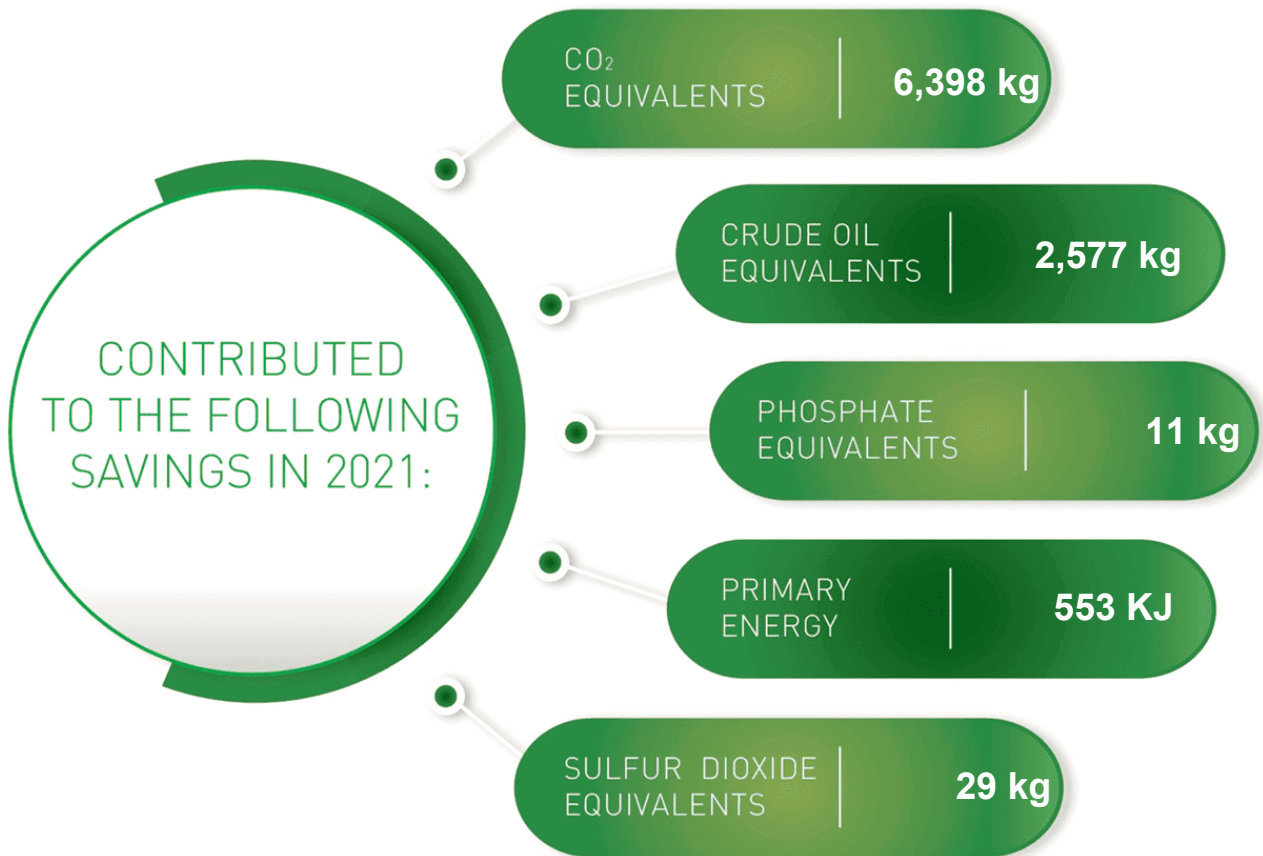 CONTRIBUTED
TO THE FOLLOWING
SAVINGS IN 2021:
CO₂
EQUIVALENTS
6,398 kg
CRUDE OIL
EQUIVALENTS
2,577 kg
PHOSPHATE
EQUIVALENTS
11 kg
PRIMARY
ENERGY
553 KJ
SULFUR DIOXIDE
EQUIVALENTS
29 kg